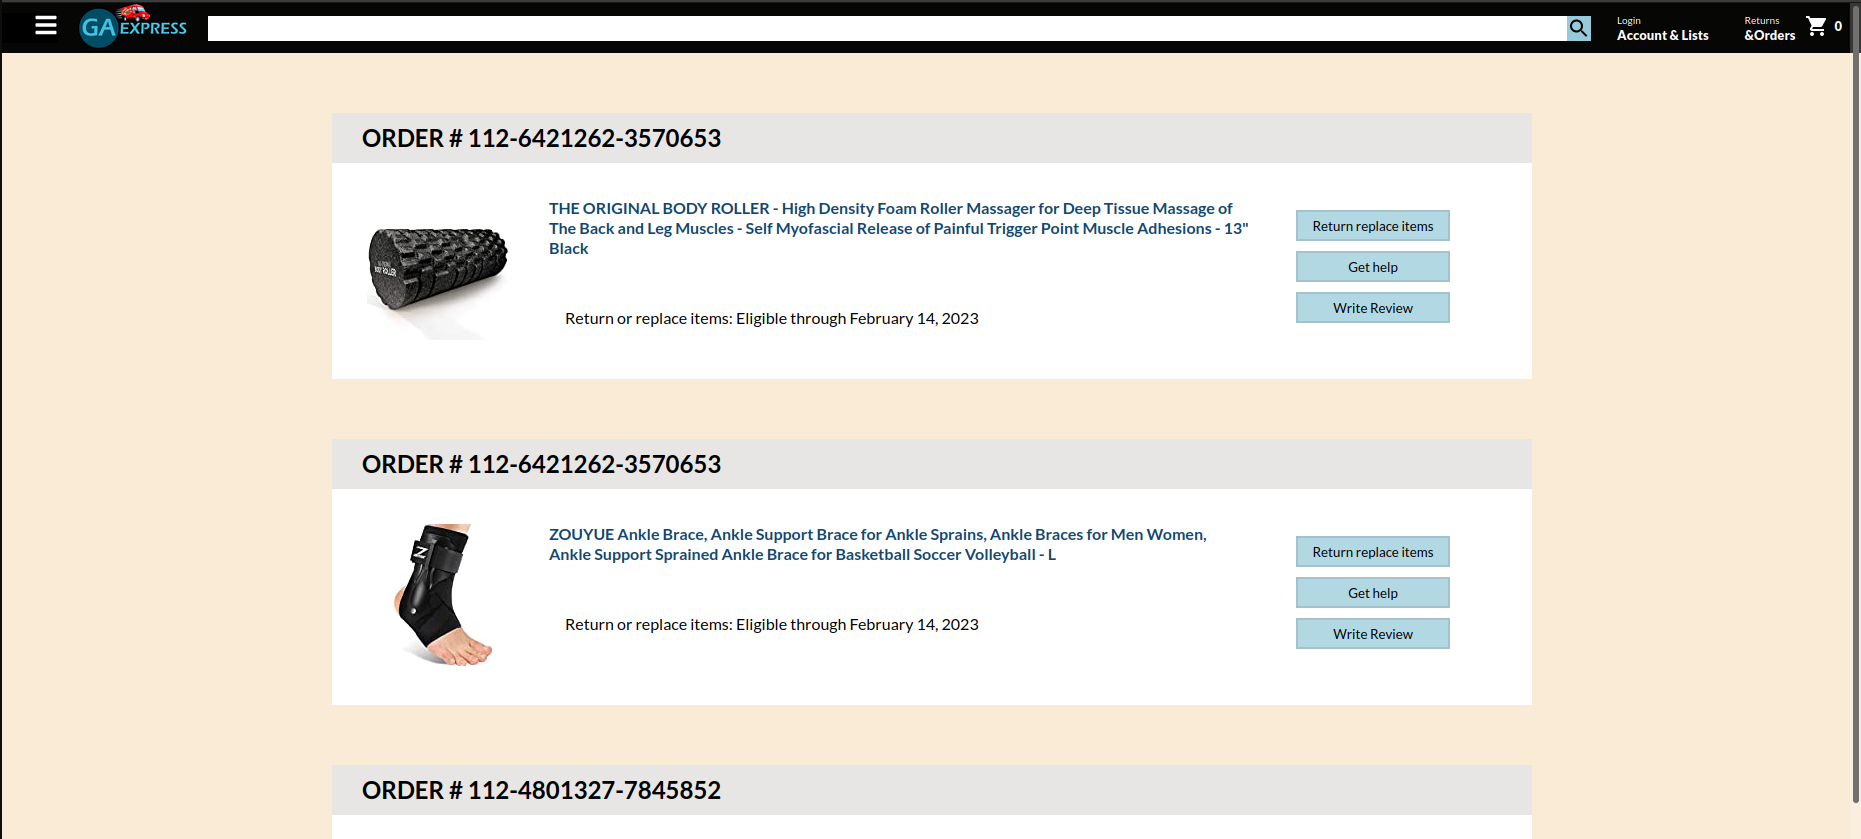 GA EXPRESS
Login
Account & Lists
Returns
&Orders
0
ORDER # 112-6421262-3570653
THE ORIGINAL BODY ROLLER - High Density Foam Roller Massager for Deep Tissue Massage of
The Back and Leg Muscles - Self Myofascial Release of Painful Trigger Point Muscle Adhesions - 13"
Black
BODY ROLLER
Return or replace items: Eligible through February 14, 2023
Return replace items
Get help
Write Review
ORDER # 112-6421262-3570653
ZOUYUE Ankle Brace, Ankle Support Brace for Ankle Sprains, Ankle Braces for Men Women,
Ankle Support Sprained Ankle Brace for Basketball Soccer Volleyball - L
Z
Return or replace items: Eligible through February 14, 2023
Return replace items
Get help
Write Review
ORDER # 112-4801327-7845852